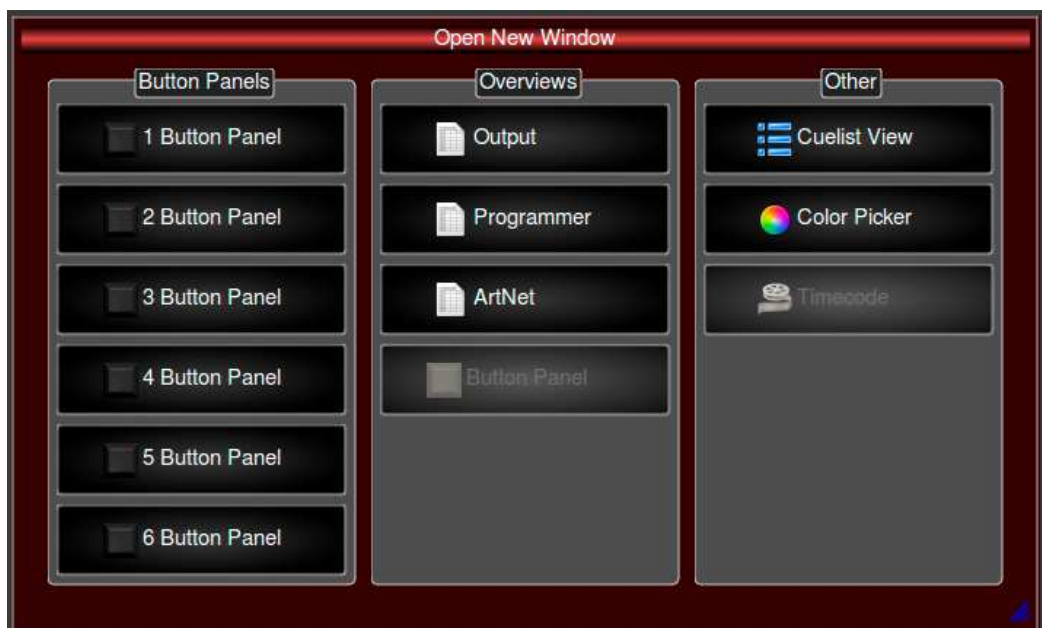 Open New Window
Button Panels
1 Button Panel
2 Button Panel
3 Button Panel
4 Button Panel
5 Button Panel
6 Button Panel
Overviews
Output
Programmer
ArtNet
Button Panel
Other
Cuelist View
Color Picker
Timecode